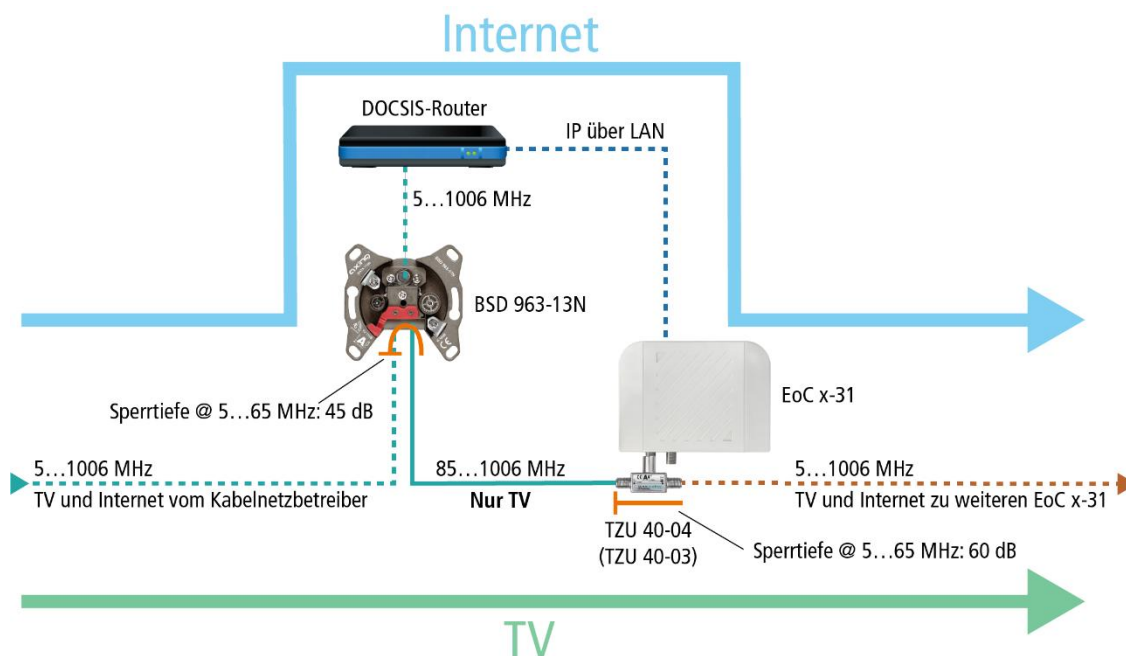 Internet
DOCSIS-Router
IP über LAN
5…1006 MHz
BSD 963-13N
EoC x-31
Sperrtiefe @ 5…65 MHz: 45 dB
5…1006 MHz
TV und Internet vom Kabelnetzbetreiber
85…1006 MHz
Nur TV
5…1006 MHz
TV und Internet zu weiteren EoC x-31
TZU 40-04
(TZU 40-03)
Sperrtiefe @ 5…65 MHz: 60 dB
TV